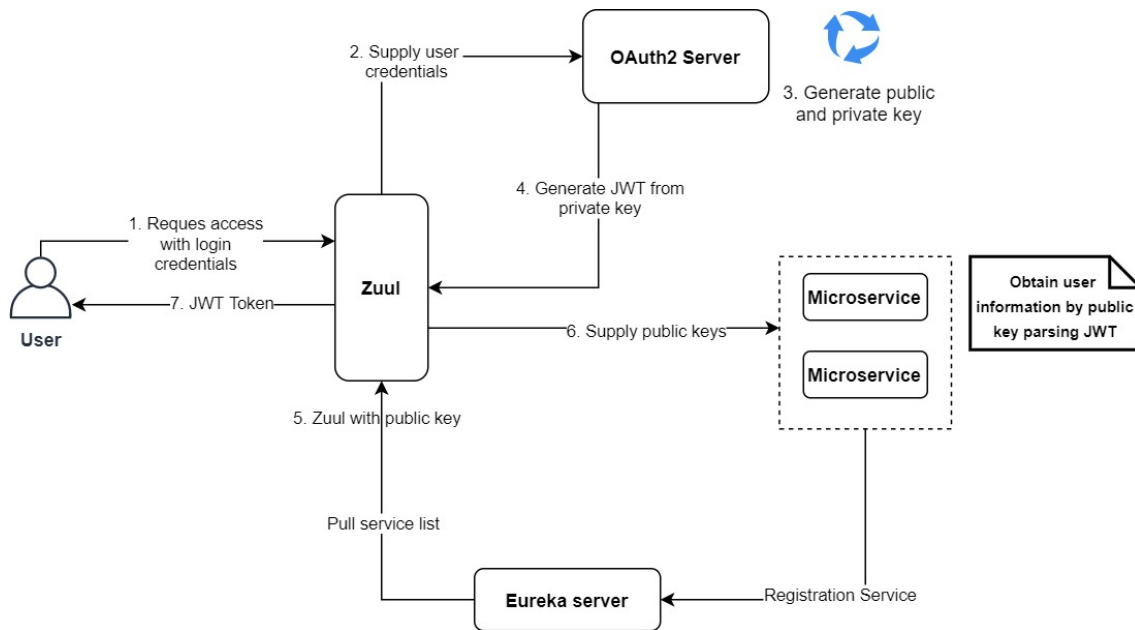 2. Supply user
credentials
OAuth2 Server
3. Generate public
and private key
4. Generate JWT from
private key
1. Reques access
with login
credentials
Zuul
7. JWT Token
User
6. Supply public keys
Microservice
Microservice
Obtain user
information by public
key parsing JWT
5. Zuul with public key
Pull service list
Eureka server
Registration Service